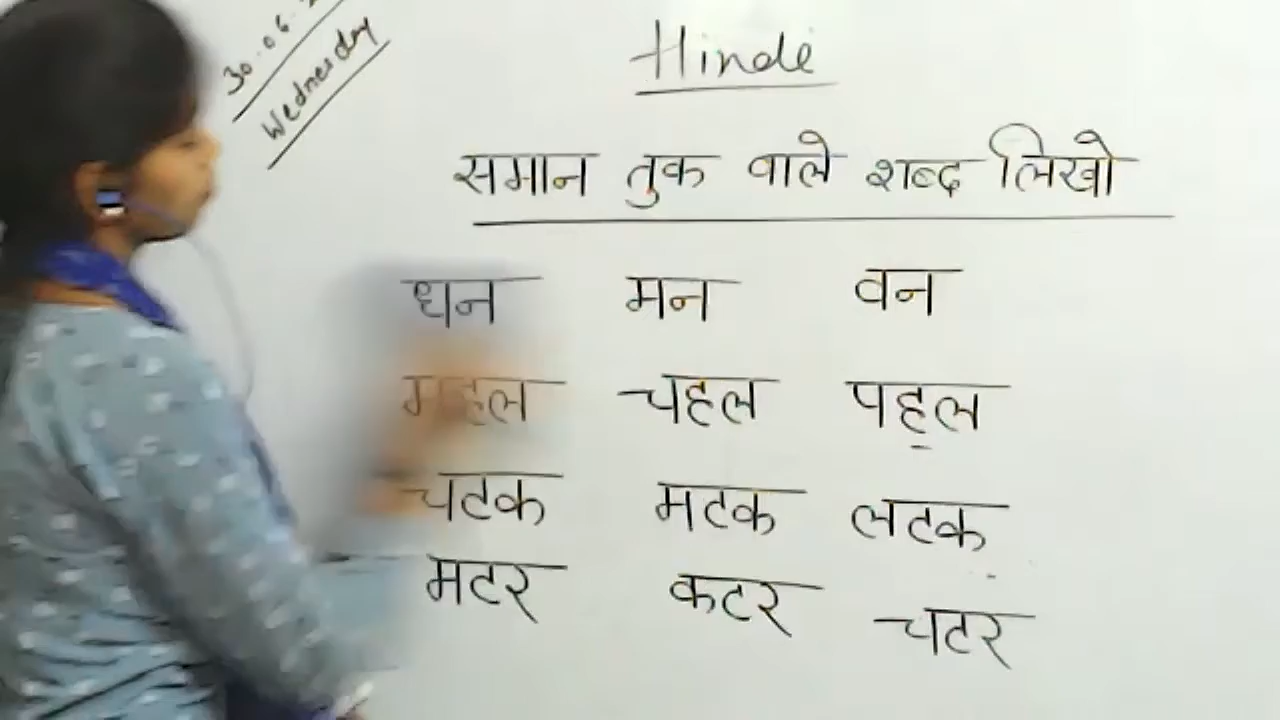 30.06.
Wednesday
Hindi
समान तुक वाले शब्द लिखो
धन मन वन
महल चहल पहल
चटक मटक लटक
मटर कटर चटर